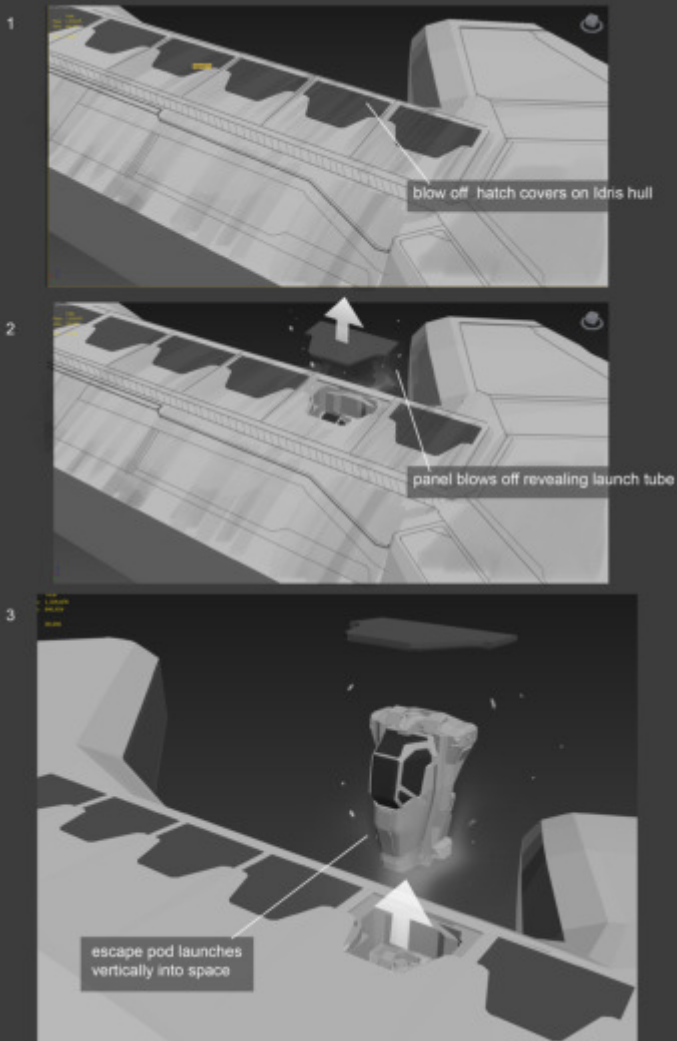 1
blow off hatch covers on Idris hull
2
panel blows off revealing launch tube
3
escape pod launches
vertically into space